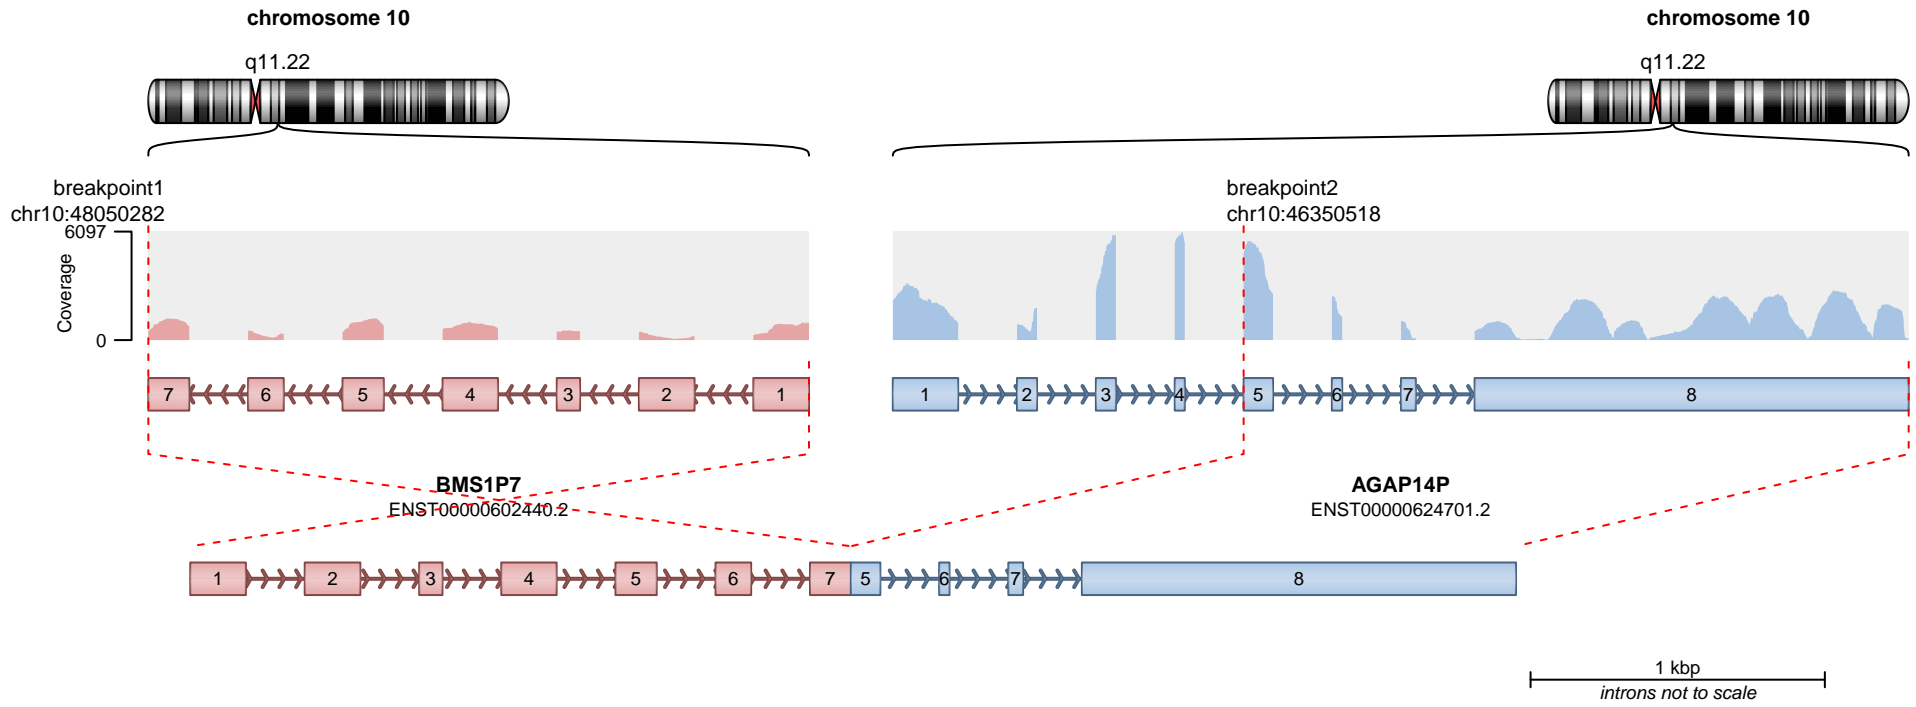 chromosome 10
chromosome 10
q11.22
q11.22
breakpoint1
chr10:48050282
breakpoint2
chr10:46350518
6097
Coverage
0
7 6 5 4 3 2 1
1 2 3 4 5 6 7 8
BMS1P7
ENST00000602440.2
AGAP14P
ENST00000624701.2
1 2 3 4 5 6 7 5 6 7 8
1 kbp
introns not to scale